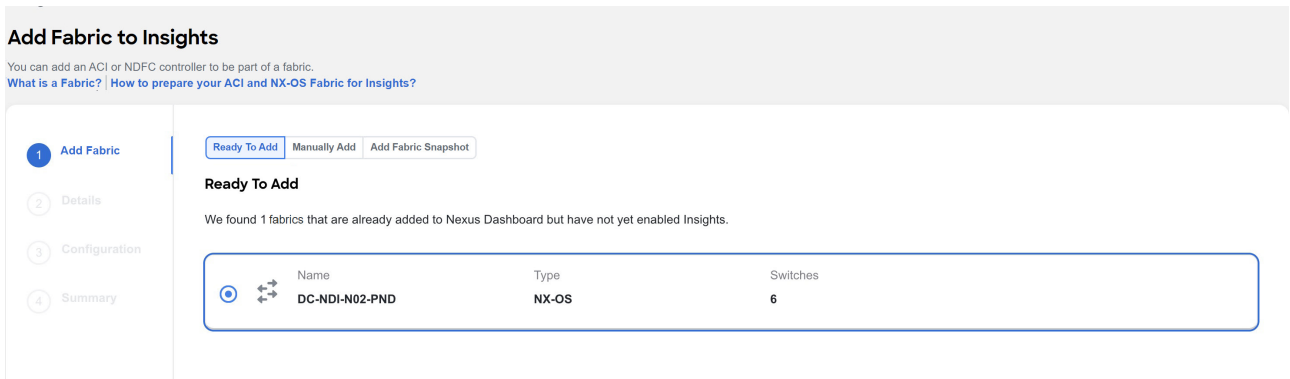 Add Fabric to Insights
You can add an ACI or NDFC controller to be part of a fabric.
What is a Fabric? How to prepare your ACI and NX-OS Fabric for Insights?
1 Add Fabric
2 Details
3 Configuration
4 Summary
Ready To Add Manually Add Add Fabric Snapshot
Ready To Add
We found 1 fabrics that are already added to Nexus Dashboard but have not yet enabled Insights.
Name Type Switches
DC-NDI-N02-PND NX-OS 6